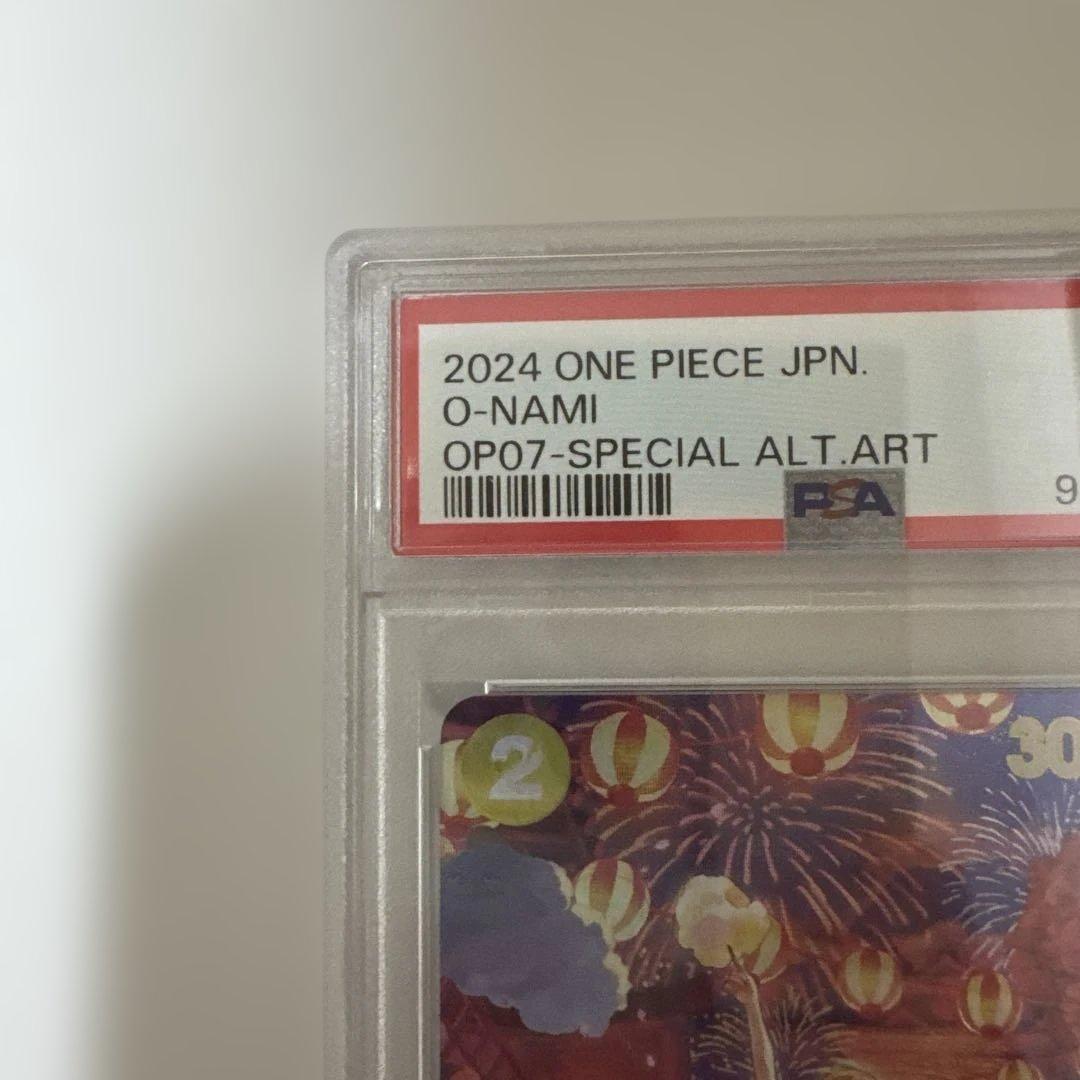 2024 ONE PIECE JPN.
O-NAMI
OP07-SPECIAL ALT.ART
9
PSA
2
30